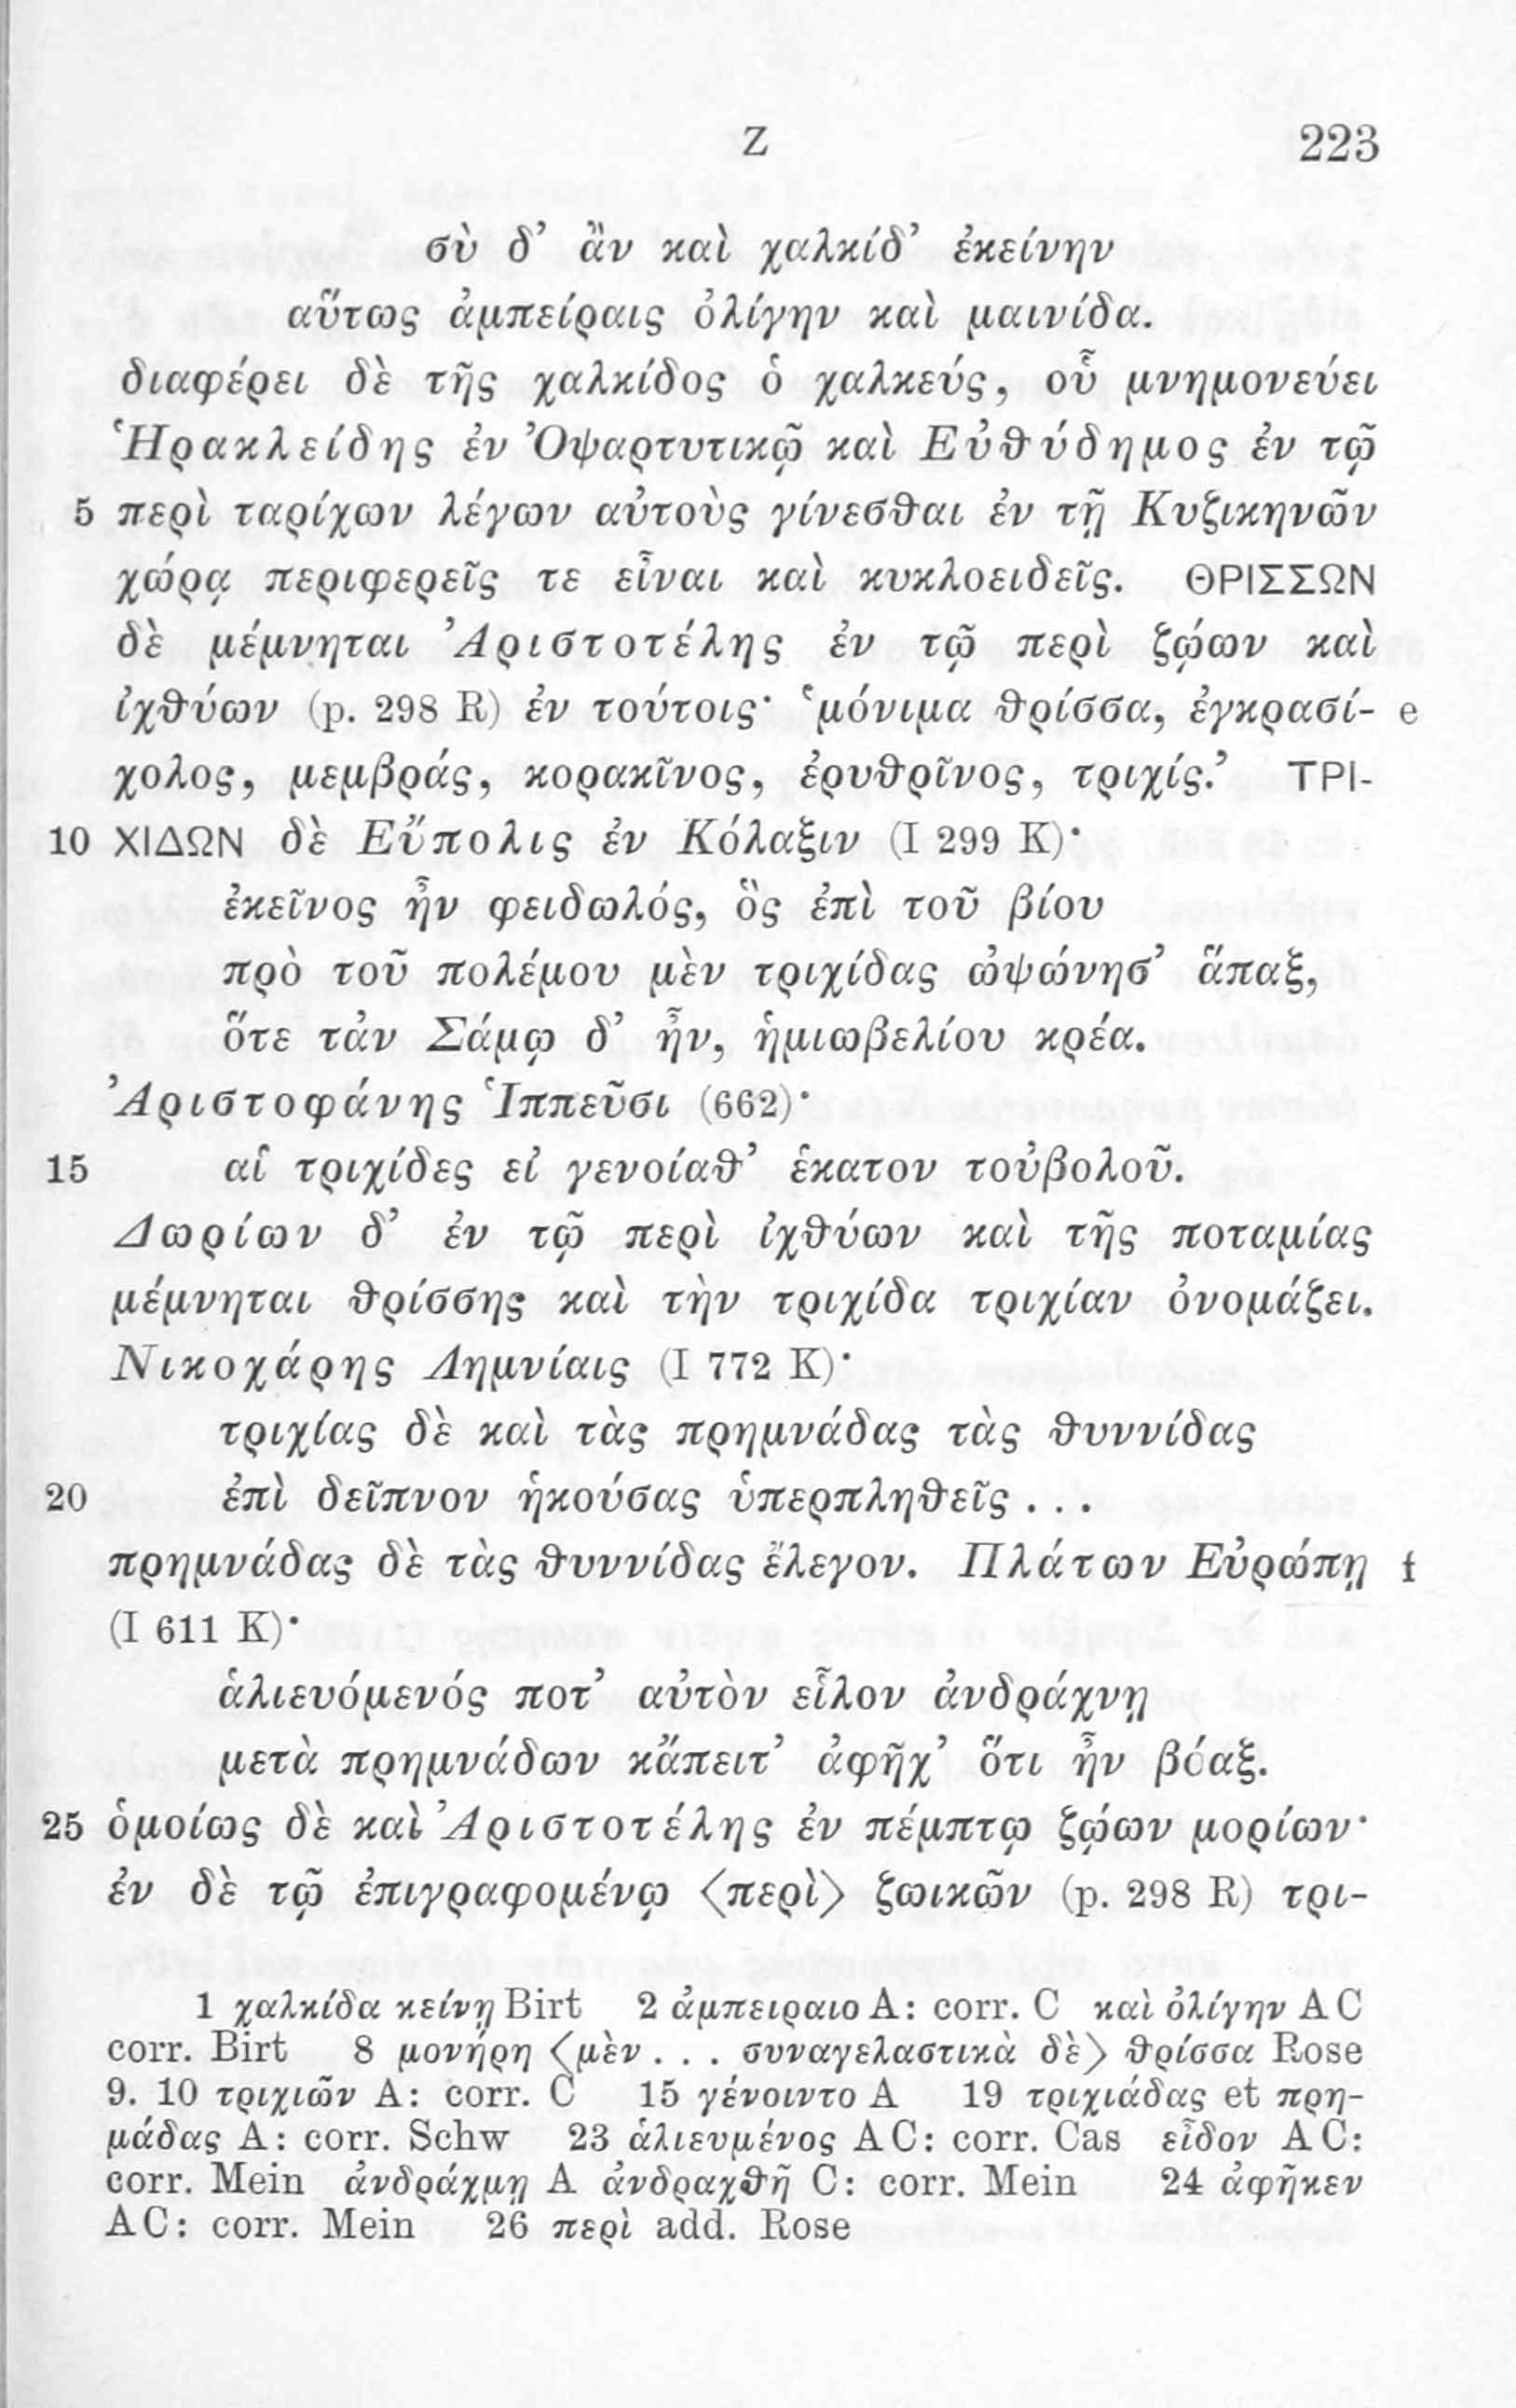 Z 223
σὺ δ’ ἂν καὶ χαλκίδ’ ἐκείνην
αὕτως ἀμπείραις ὀλίγην καὶ μαινίδα.
διαφέρει δὲ τῆς χαλκίδος ὁ χαλκεύς, οὗ μνημονεύει
Ἡρακλείδης ἐν Ὀψαρτυτικῷ καὶ Εὐθύδημος ἐν τῷ
5 περὶ ταρίχων λέγων αὐτοὺς γίνεσθαι ἐν τῇ Κυζικηνῶν
χώρᾳ περιφερεῖς τε εἶναι καὶ κυκλοειδεῖς. ΘΡΙΣΣΩΝ
δὲ μέμνηται Ἀριστοτέλης ἐν τῷ περὶ ζῴων καὶ
ἰχθύων (p. 298 R) ἐν τούτοις· ‘μόνιμα θρίσσα, ἐγκρασί- e
χολος, μεμβράς, κορακῖνος, ἐρυθρῖνος, τριχίς.’ ΤΡΙ-
10 ΧΙΔΩΝ δὲ Εὔπολις ἐν Κόλαξιν (I 299 K)·
ἐκεῖνος ἦν φειδωλός, ὃς ἐπὶ τοῦ βίου
πρὸ τοῦ πολέμου μὲν τριχίδας ὠψώνησ’ ἅπαξ,
ὅτε τἀν Σάμῳ δ’ ἦν, ἡμιωβελίου κρέα.
Ἀριστοφάνης Ἱππεῦσι (662)·
15 αἱ τριχίδες εἰ γενοίαθ’ ἑκατον τοὐβολοῦ.
Δωρίων δ’ ἐν τῷ περὶ ἰχθύων καὶ τῆς ποταμίας
μέμνηται θρίσσης καὶ τὴν τριχίδα τριχίαν ὀνομάζει.
Νικοχάρης Λημνίαις (I 772 K)·
τριχίας δὲ καὶ τὰς πρημνάδας τὰς θυννίδας
20 ἐπὶ δεῖπνον ἡκούσας ὑπερπληθεῖς . . .
πρημνάδας δὲ τὰς θυννίδας ἔλεγον. Πλάτων Εὐρώπῃ f
(I 611 K)·
ἁλιευόμενός ποτ’ αὐτὸν εἷλον ἀνδράχνῃ
μετὰ πρημνάδων κἄπειτ’ ἀφῆχ’ ὅτι ἦν βόαξ.
25 ὁμοίως δὲ καὶ Ἀριστοτέλης ἐν πέμπτῳ ζῴων μορίων·
ἐν δὲ τῷ ἐπιγραφομένῳ ⟨περὶ⟩ ζωικῶν (p. 298 R) τρι-
1 χαλκίδα κείνῃ Birt 2 ἀμπειραιο A: corr. C καὶ ὀλίγην AC
corr. Birt 8 μονήρη ⟨μὲν . . . συναγελαστικὰ δὲ⟩ θρίσσα Rose
9. 10 τριχιῶν A: corr. C 15 γένοιντο A 19 τριχιάδας et πρη-
μάδας A: corr. Schw 23 ἁλιευμένος AC: corr. Cas εἶδον AC:
corr. Mein ἀνδράχμῃ A ἀνδραχθῆ C: corr. Mein 24 ἀφῆκεν
AC: corr. Mein 26 περὶ add. Rose